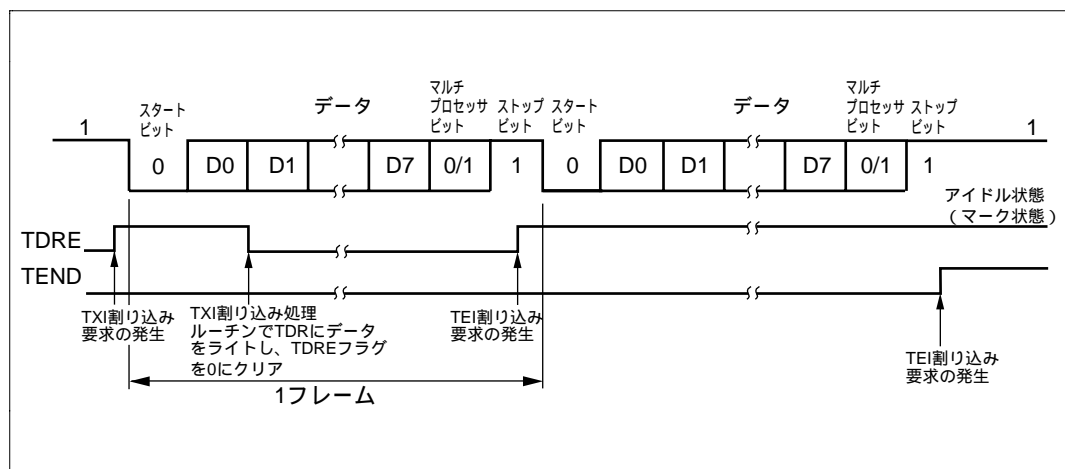 スタート
ビット
データ
マルチ
プロセッサ
ビット
ストップ
ビット
スタート
ビット
データ
マルチ
プロセッサ
ビット
ストップ
ビット
1
0
D0
D1
D7
0/1
1
0
D0
D1
D7
0/1
1
1
アイドル状態
(マーク状態)
TDRE
TEND
TXI割り込み
要求の発生
TXI割り込み処理
ルーチンでTDRにデータ
をライトし、TDREフラグ
を0にクリア
TEI割り込み
要求の発生
TEI割り込み
要求の発生
1フレーム